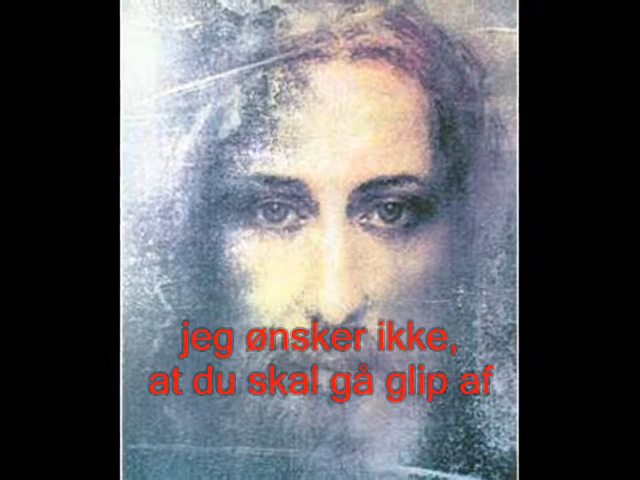 jeg ønsker ikke,
at du skal gå glip af